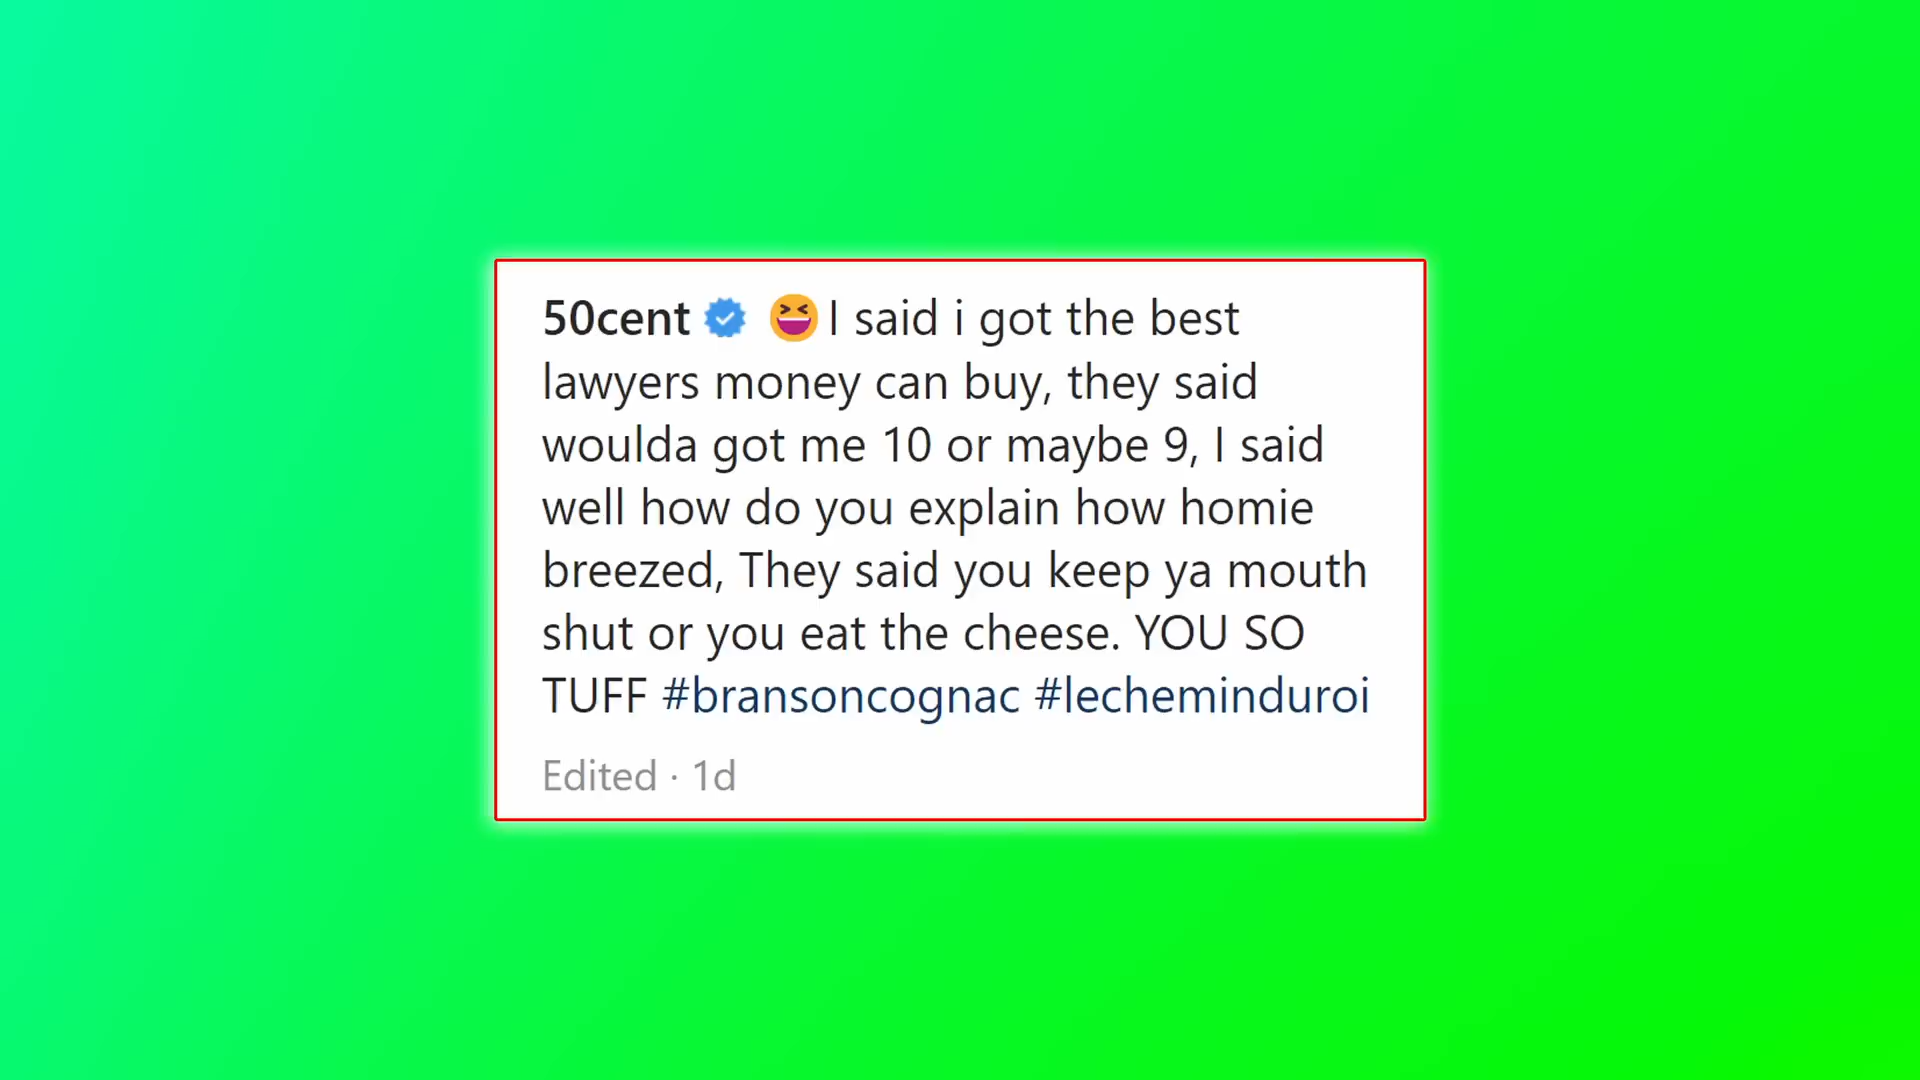 50cent 😆I said i got the best
lawyers money can buy, they said
woulda got me 10 or maybe 9, I said
well how do you explain how homie
breezed, They said you keep ya mouth
shut or you eat the cheese. YOU SO
TUFF #bransoncognac #lecheminduroi
Edited · 1d